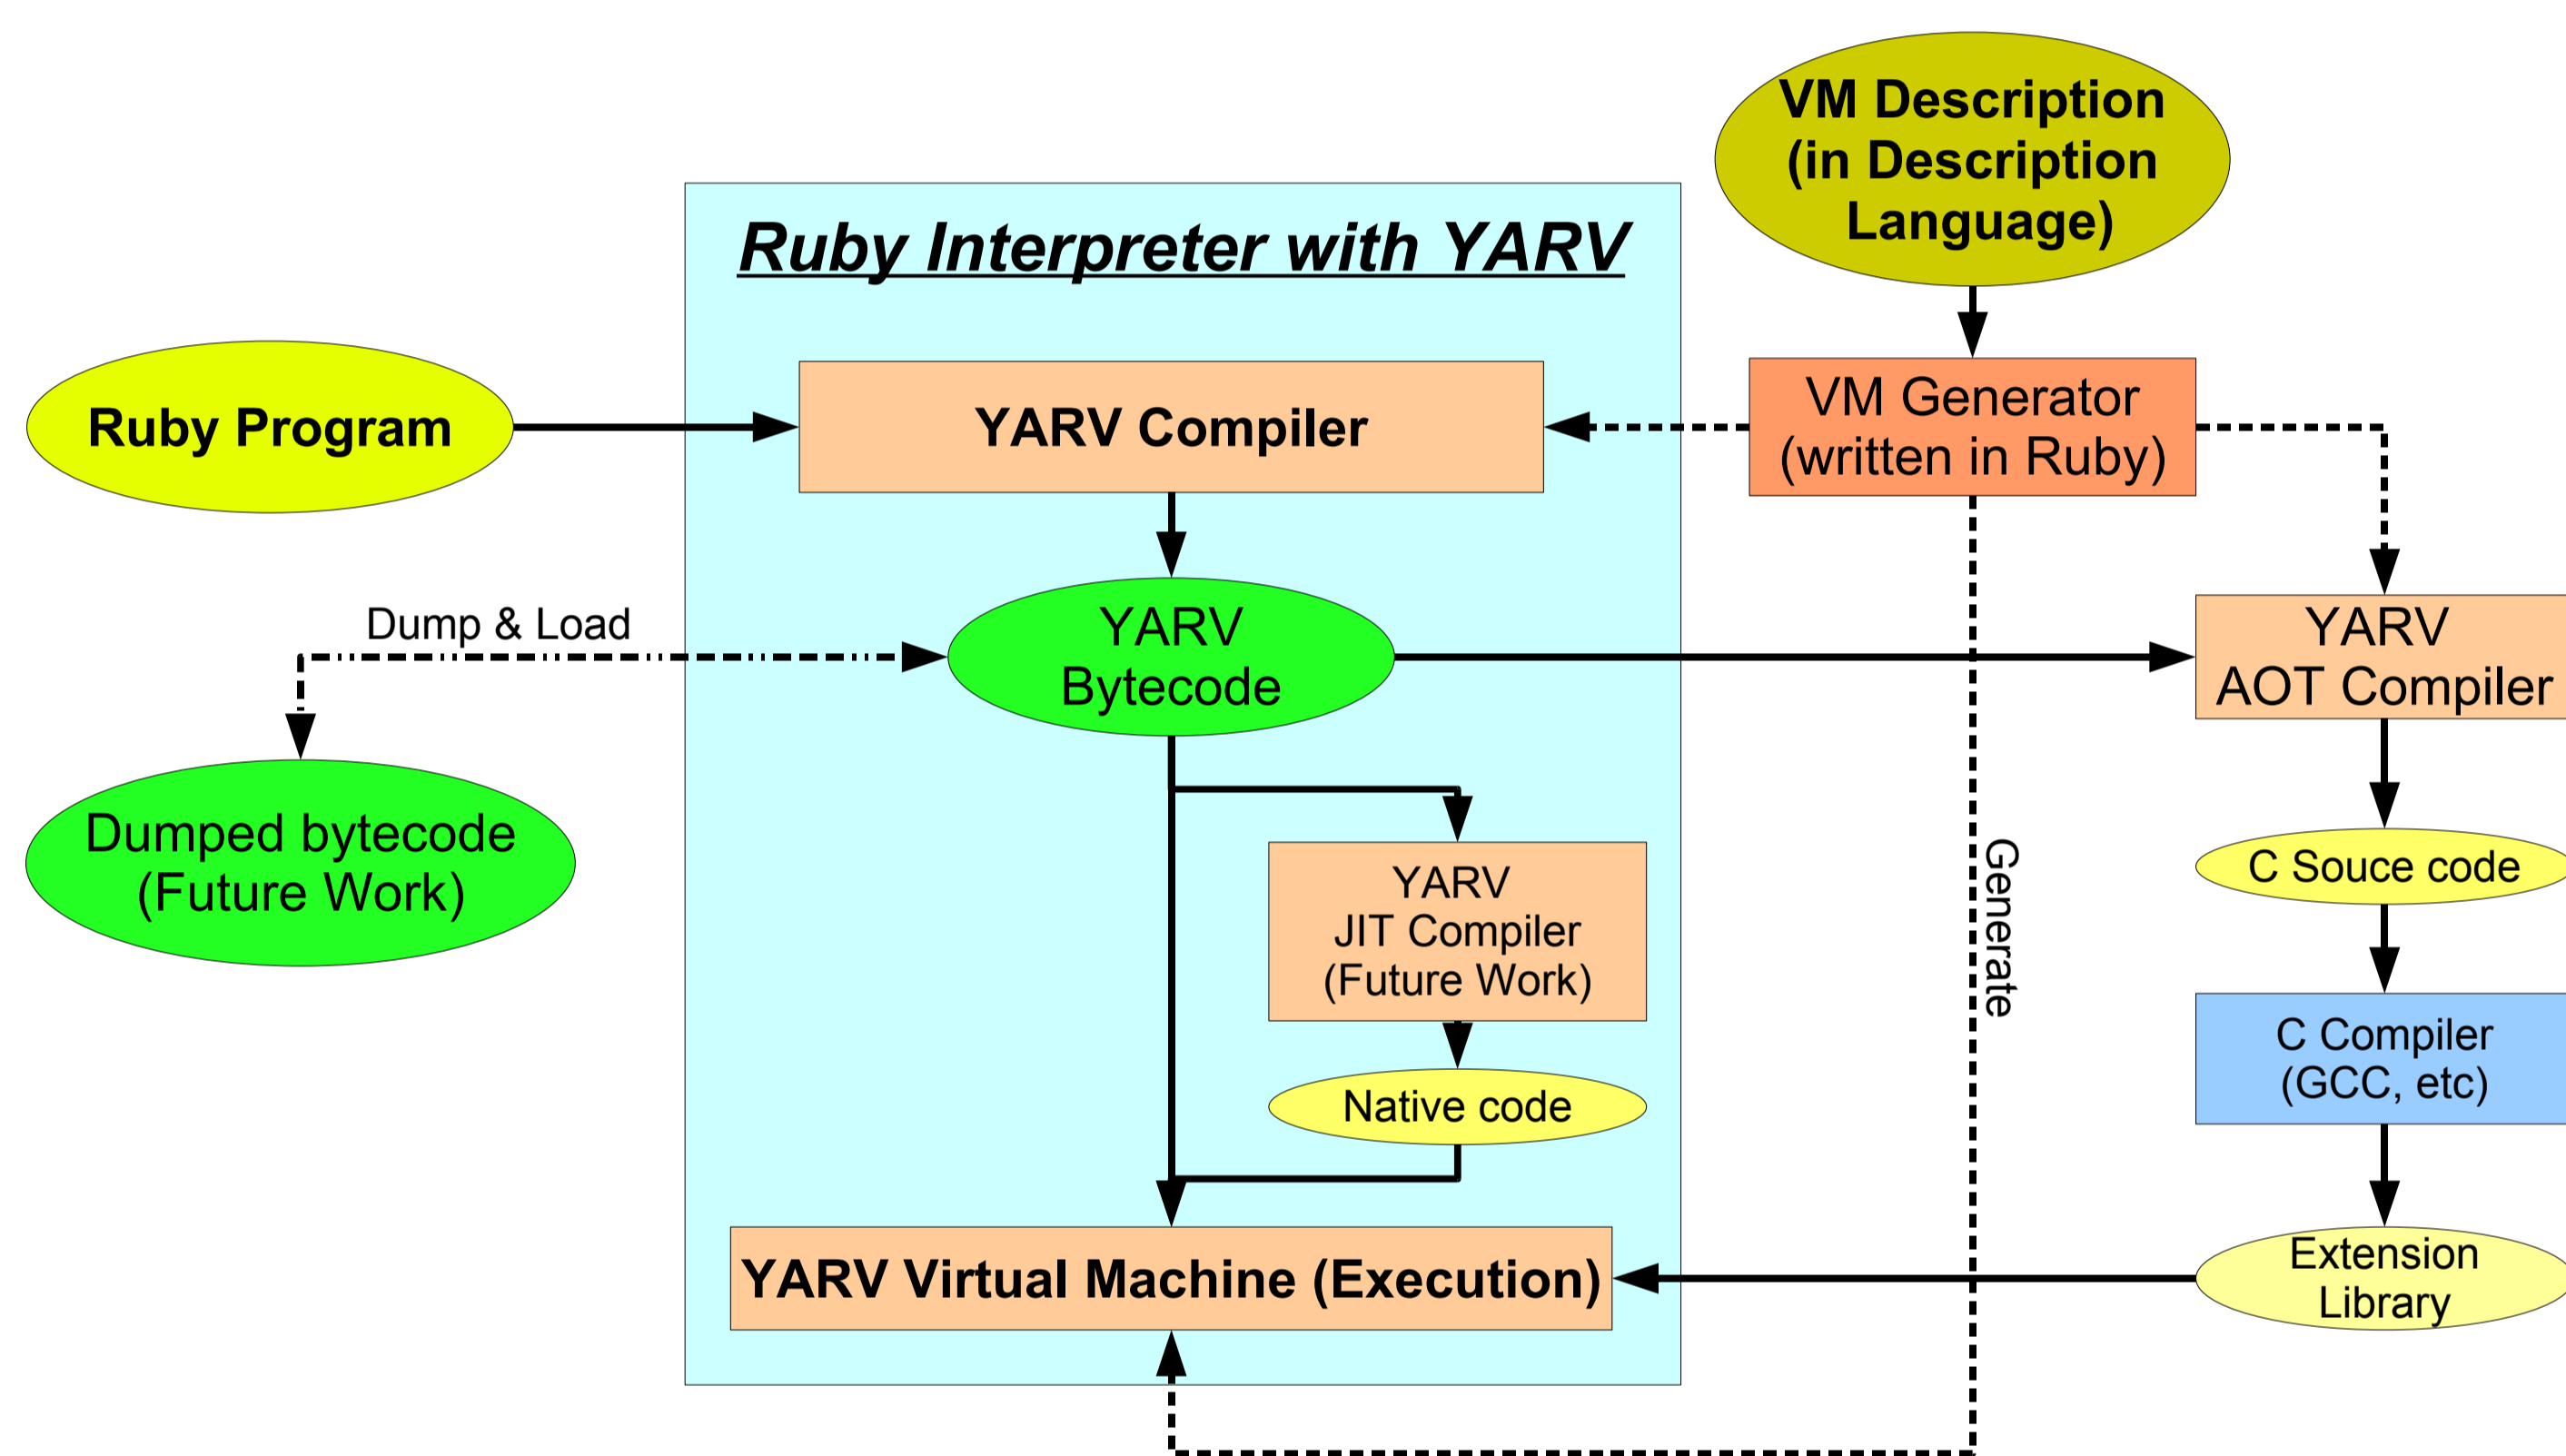 VM Description
(in Description
Language)
Ruby Interpreter with YARV
Ruby Program
YARV Compiler
VM Generator
(written in Ruby)
Dump & Load
YARV
Bytecode
YARV
AOT Compiler
Dumped bytecode
(Future Work)
YARV
JIT Compiler
(Future Work)
Generate
C Souce code
Native code
C Compiler
(GCC, etc)
YARV Virtual Machine (Execution)
Extension
Library